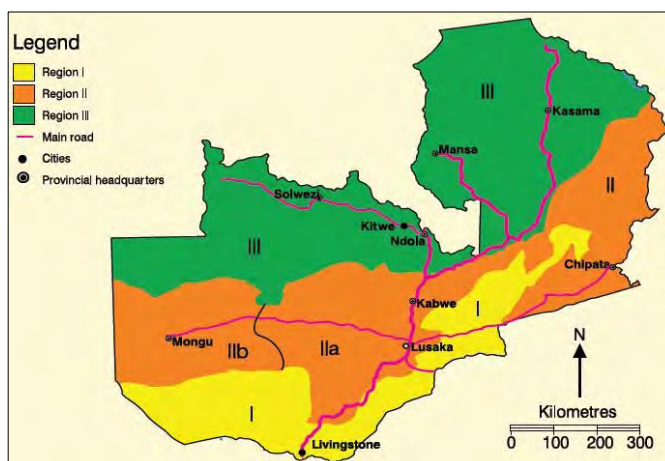 Legend
Region I
Region II
Region III
Main road
Cities
Provincial headquarters
III
Kasama
Mansa
Solwezi
Kitwe
Ndola
II
III
Chipata
Kabwe
I
Mongu
IIb
IIa
Lusaka
I
Livingstone
N
Kilometres
0 100 200 300